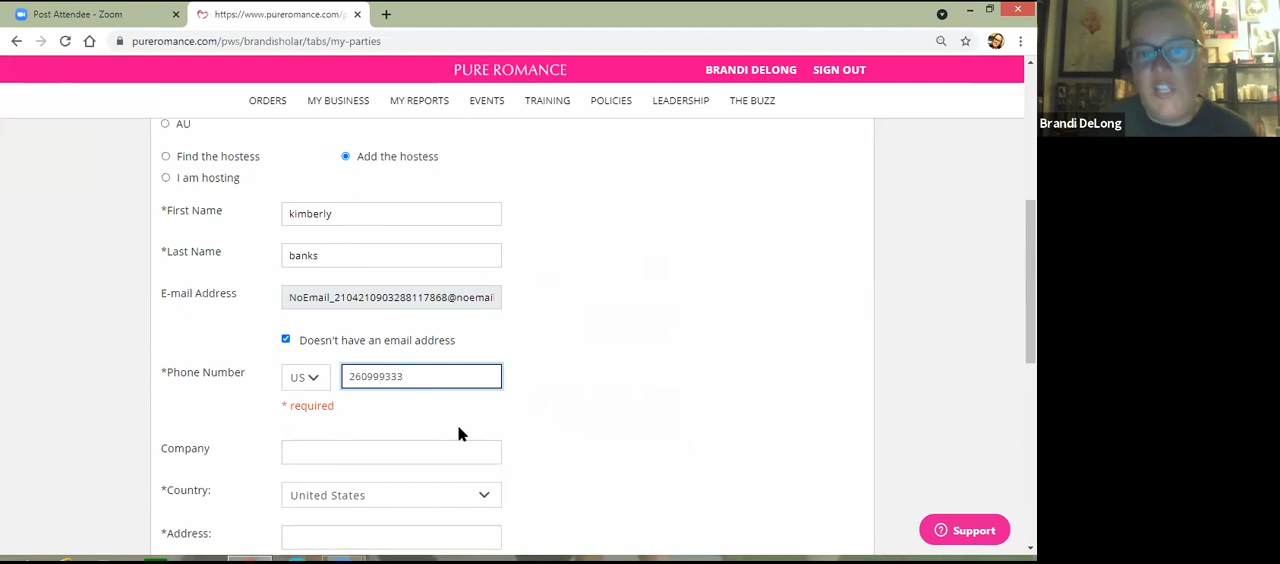 Post Attendee - Zoom
https://www.pureromance.com/p
pureromance.com/pws/brandisholar/tabs/my-parties
PURE ROMANCE
BRANDI DELONG
SIGN OUT
ORDERS
MY BUSINESS
MY REPORTS
EVENTS
TRAINING
POLICIES
LEADERSHIP
THE BUZZ
AU
Find the hostess
Add the hostess
I am hosting
*First Name
kimberly
*Last Name
banks
E-mail Address
NoEmail_2104210903288117868@noemai
Doesn't have an email address
*Phone Number
US
260999333
* required
Company
*Country:
United States
*Address:
Support
Brandi DeLong